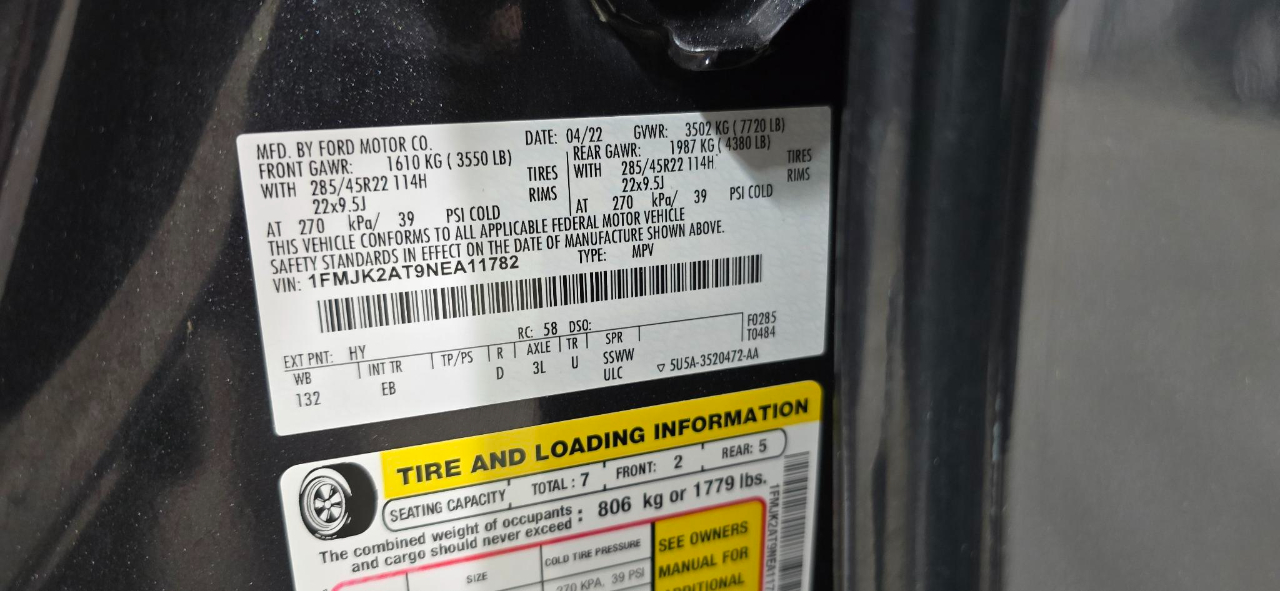 MFD. BY FORD MOTOR CO. DATE: 04/22 GVWR: 3502 KG ( 7720 LB)
FRONT GAWR: 1610 KG ( 3550 LB) REAR GAWR: 1987 KG ( 4380 LB)
WITH 285/45R22 114H TIRES WITH 285/45R22 114H TIRES
22x9.5J RIMS 22x9.5J RIMS
AT 270 kPa/ 39 PSI COLD AT 270 kPa/ 39 PSI COLD
THIS VEHICLE CONFORMS TO ALL APPLICABLE FEDERAL MOTOR VEHICLE
SAFETY STANDARDS IN EFFECT ON THE DATE OF MANUFACTURE SHOWN ABOVE.
VIN: 1FMJK2AT9NEA11782 TYPE: MPV
RC: 58 DSO: F0285
EXT PNT: HY T0484
WB INT TR TP/PS R AXLE TR SPR
132 EB D 3L U SSWW
ULC ▽ 5U5A-3520472-AA
TIRE AND LOADING INFORMATION
SEATING CAPACITY TOTAL : 7 FRONT: 2 REAR: 5
The combined weight of occupants : 806 kg or 1779 lbs.
and cargo should never exceed :
SIZE COLD TIRE PRESSURE SEE OWNERS
270 KPA, 39 PSI MANUAL FOR
ADDITIONAL
1FMJK2AT9NEA117